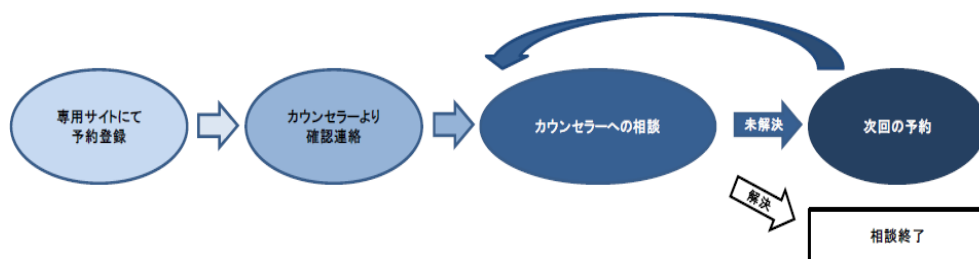 専用サイトにて
予約登録
カウンセラーより
確認連絡
カウンセラーへの相談
未解決
次回の予約
解決
相談終了